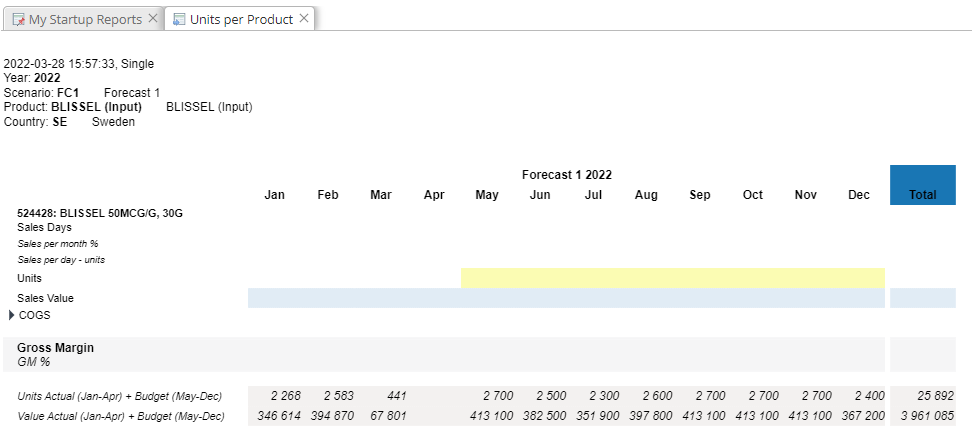 My Startup Reports Units per Product
2022-03-28 15:57:33, Single
Year: 2022
Scenario: FC1 Forecast 1
Product: BLISSEL (Input) BLISSEL (Input)
Country: SE Sweden
Forecast 1 2022
Jan Feb Mar Apr May Jun Jul Aug Sep Oct Nov Dec Total
524428: BLISSEL 50MCG/G, 30G
Sales Days
Sales per month %
Sales per day - units
Units
Sales Value
COGS
Gross Margin
GM %
Units Actual (Jan-Apr) + Budget (May-Dec) 2 268 2 583 441 2 700 2 500 2 300 2 600 2 700 2 700 2 700 2 400 25 892
Value Actual (Jan-Apr) + Budget (May-Dec) 346 614 394 870 67 801 413 100 382 500 351 900 397 800 413 100 413 100 413 100 367 200 3 961 085